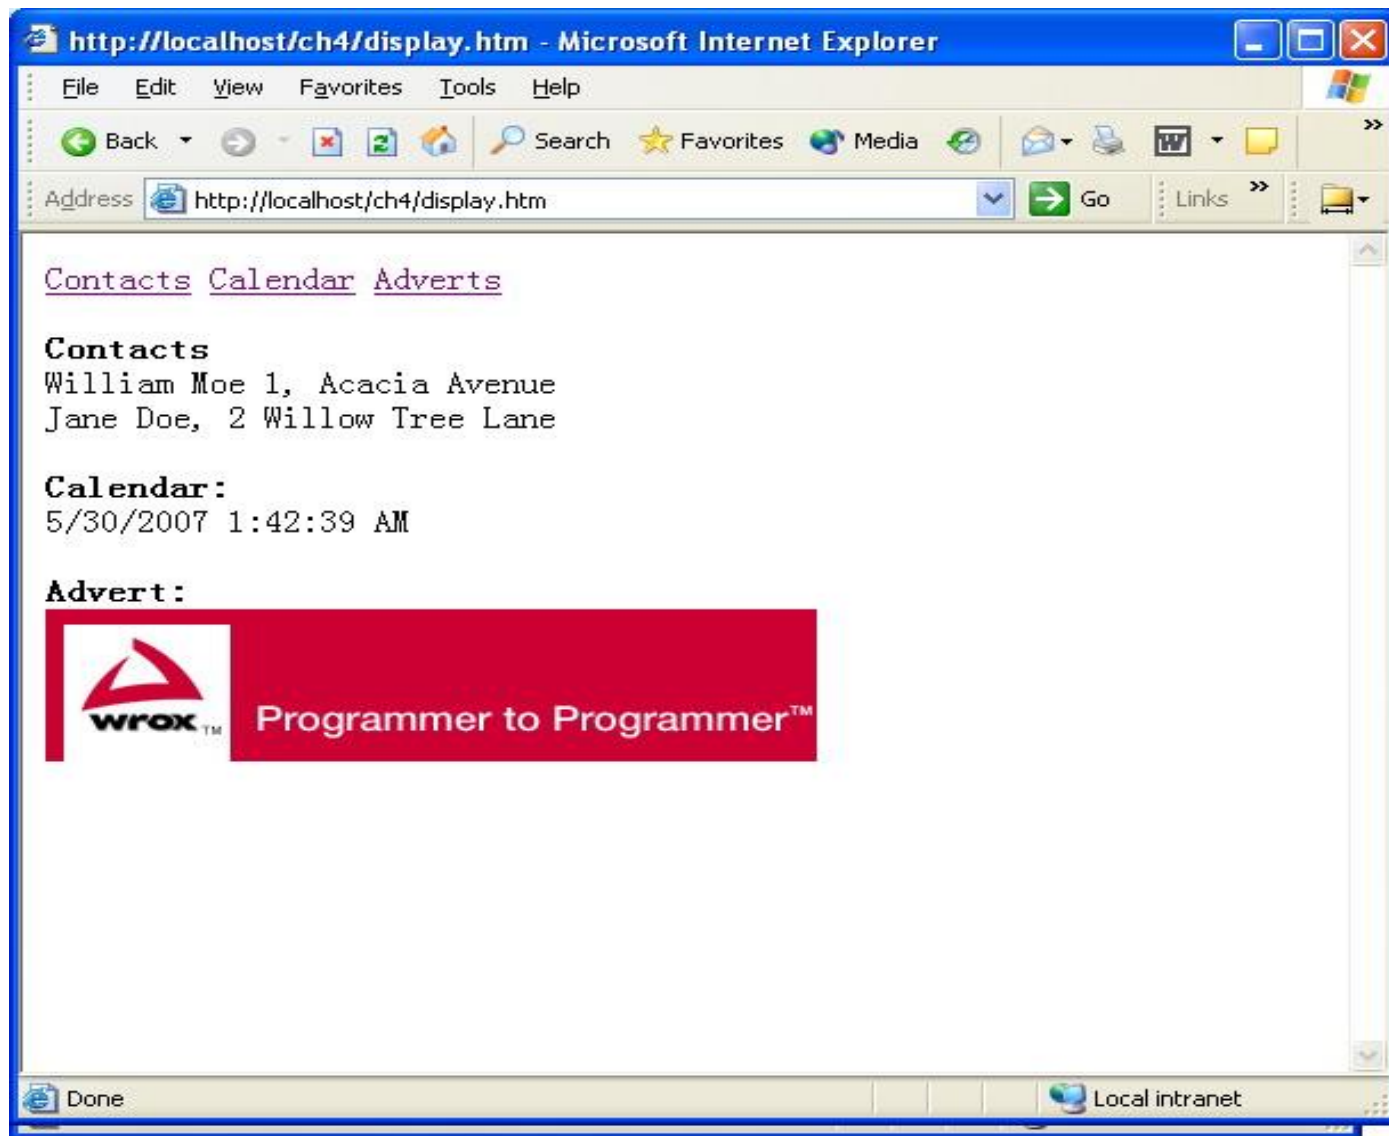 http://localhost/ch4/display.htm - Microsoft Internet Explorer
File Edit View Favorites Tools Help
Back Search Favorites Media
Address http://localhost/ch4/display.htm Go Links
Contacts Calendar Adverts
Contacts
William Moe 1, Acacia Avenue
Jane Doe, 2 Willow Tree Lane
Calendar:
5/30/2007 1:42:39 AM
Advert:
wrox™ Programmer to Programmer™
Done Local intranet